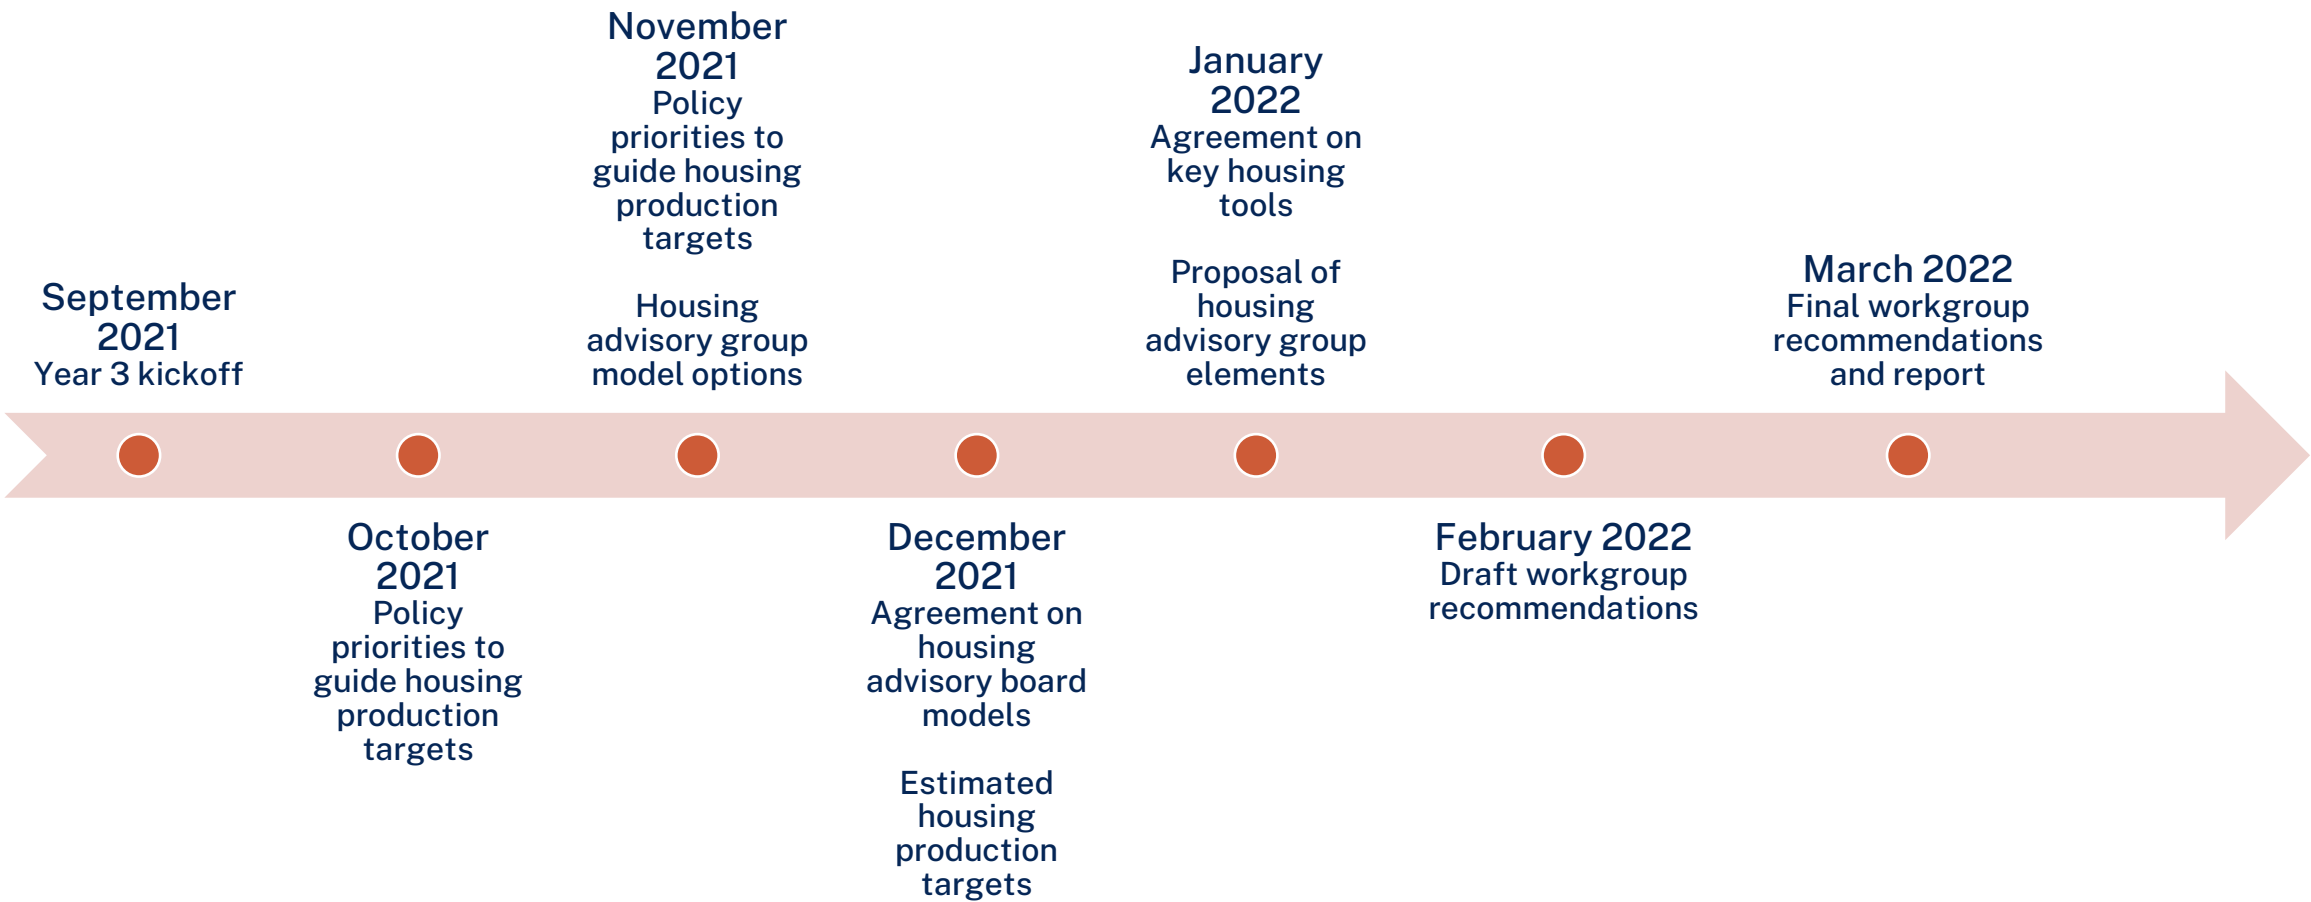 September
2021
Year 3 kickoff
October
2021
Policy
priorities to
guide housing
production
targets
November
2021
Policy
priorities to
guide housing
production
targets
Housing
advisory group
model options
December
2021
Agreement on
housing
advisory board
models
Estimated
housing
production
targets
January
2022
Agreement on
key housing
tools
Proposal of
housing
advisory group
elements
February 2022
Draft workgroup
recommendations
March 2022
Final workgroup
recommendations
and report